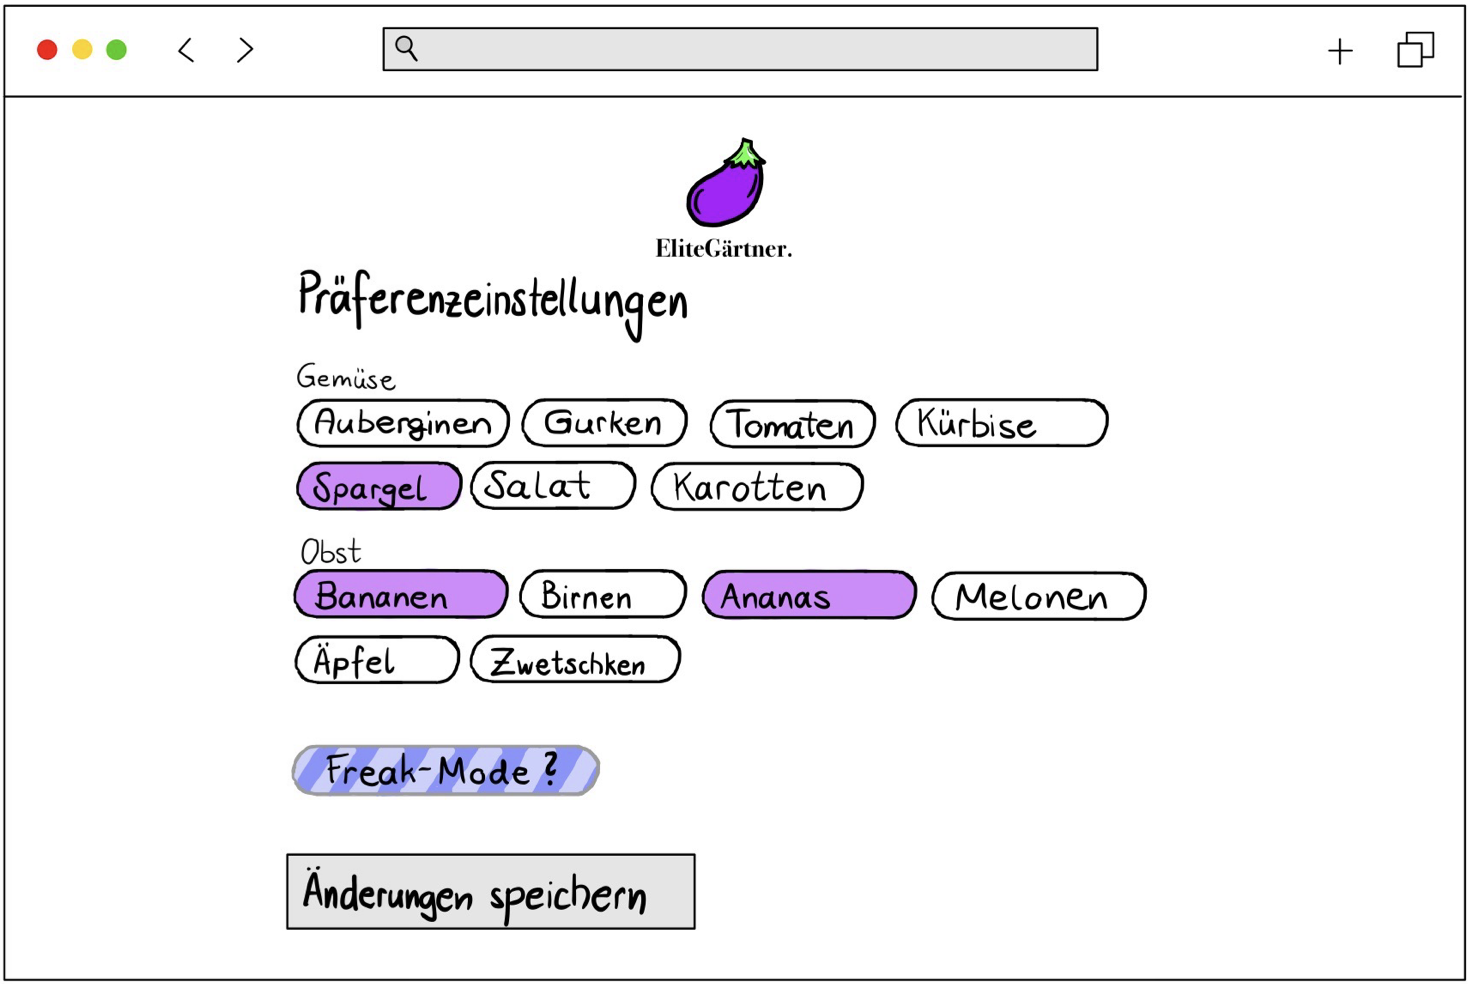 EliteGärtner.
Präferenzeinstellungen
Gemüse
Auberginen Gurken Tomaten Kürbise
Spargel Salat Karotten
Obst
Bananen Birnen Ananas Melonen
Äpfel Zwetschken
Freak-Mode ?
Änderungen speichern